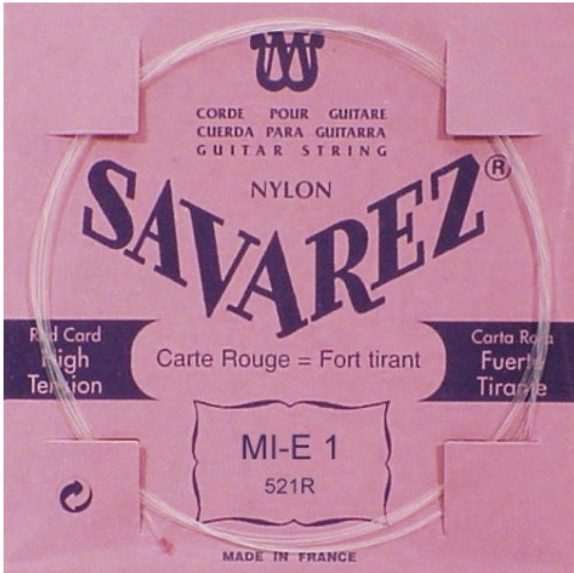 CORDE POUR GUITARE
CUERDA PARA GUITARRA
GUITAR STRING
NYLON
SAVAREZ®
Red Card
High
Tension
Carte Rouge = Fort tirant
Carta Roja
Fuerte
Tirante
MI-E 1
521R
MADE IN FRANCE